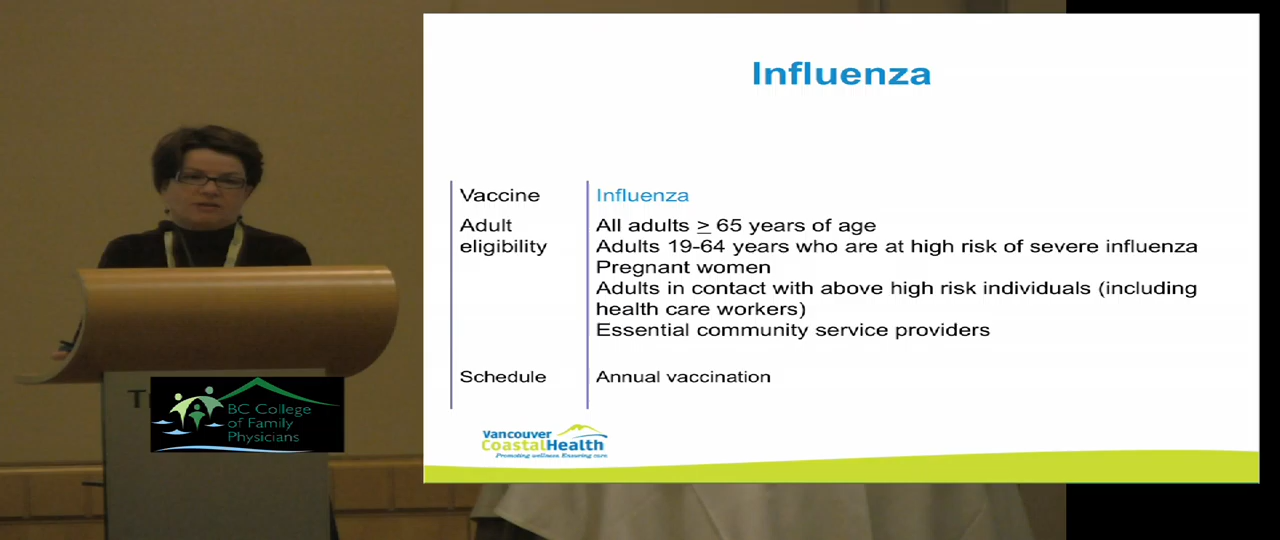 Influenza
Vaccine
Influenza
Adult
eligibility
All adults ≥ 65 years of age
Adults 19-64 years who are at high risk of severe influenza
Pregnant women
Adults in contact with above high risk individuals (including
health care workers)
Essential community service providers
Schedule
Annual vaccination
Vancouver
CoastalHealth
Promoting wellness. Ensuring care.
BC College
of Family
Physicians